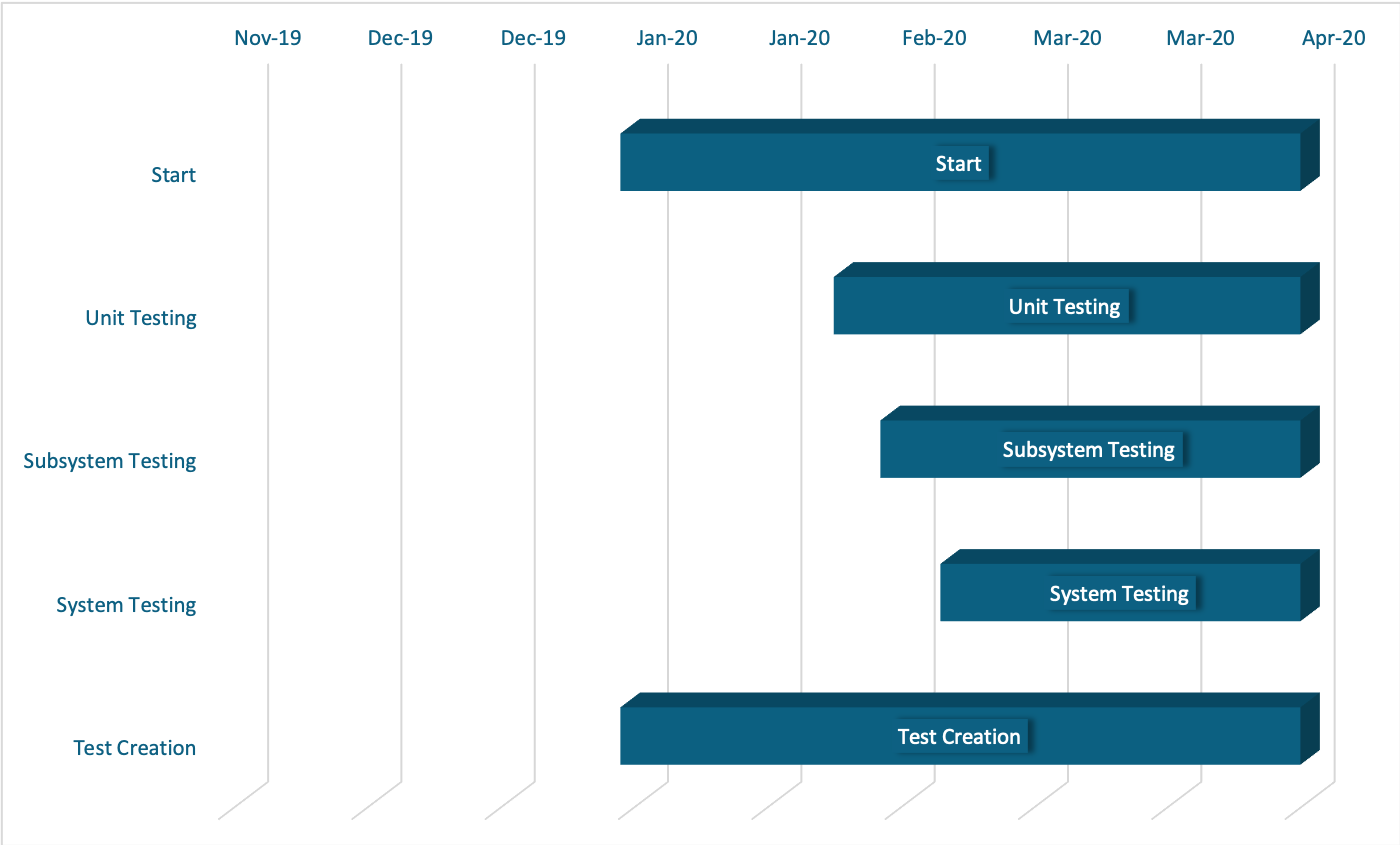 Nov-19 Dec-19 Dec-19 Jan-20 Jan-20 Feb-20 Mar-20 Mar-20 Apr-20
Start Start
Unit Testing Unit Testing
Subsystem Testing Subsystem Testing
System Testing System Testing
Test Creation Test Creation